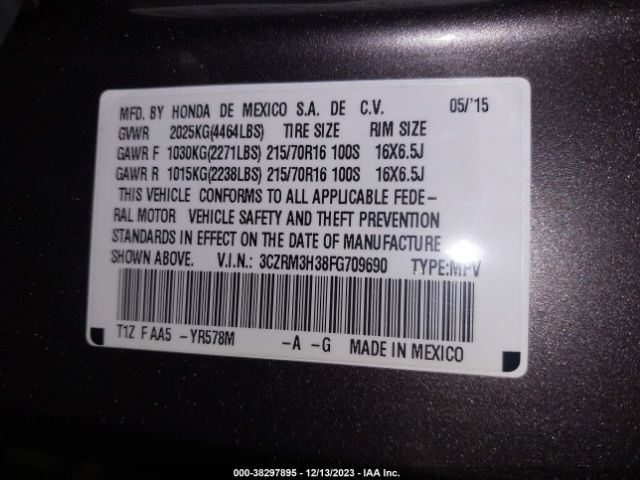 MFD. BY HONDA DE MEXICO S.A. DE C.V. 05/'15
GVWR 2025KG(4464LBS) TIRE SIZE RIM SIZE
GAWR F 1030KG(2271LBS) 215/70R16 100S 16X6.5J
GAWR R 1015KG(2238LBS) 215/70R16 100S 16X6.5J
THIS VEHICLE CONFORMS TO ALL APPLICABLE FEDE-
RAL MOTOR VEHICLE SAFETY AND THEFT PREVENTION
STANDARDS IN EFFECT ON THE DATE OF MANUFACTURE
SHOWN ABOVE. V.I.N.: 3CZRM3H38FG709690 TYPE:MPV
T1Z F AA5 -YR578M -A -G MADE IN MEXICO
000-38297895 - 12/13/2023 - IAA Inc.